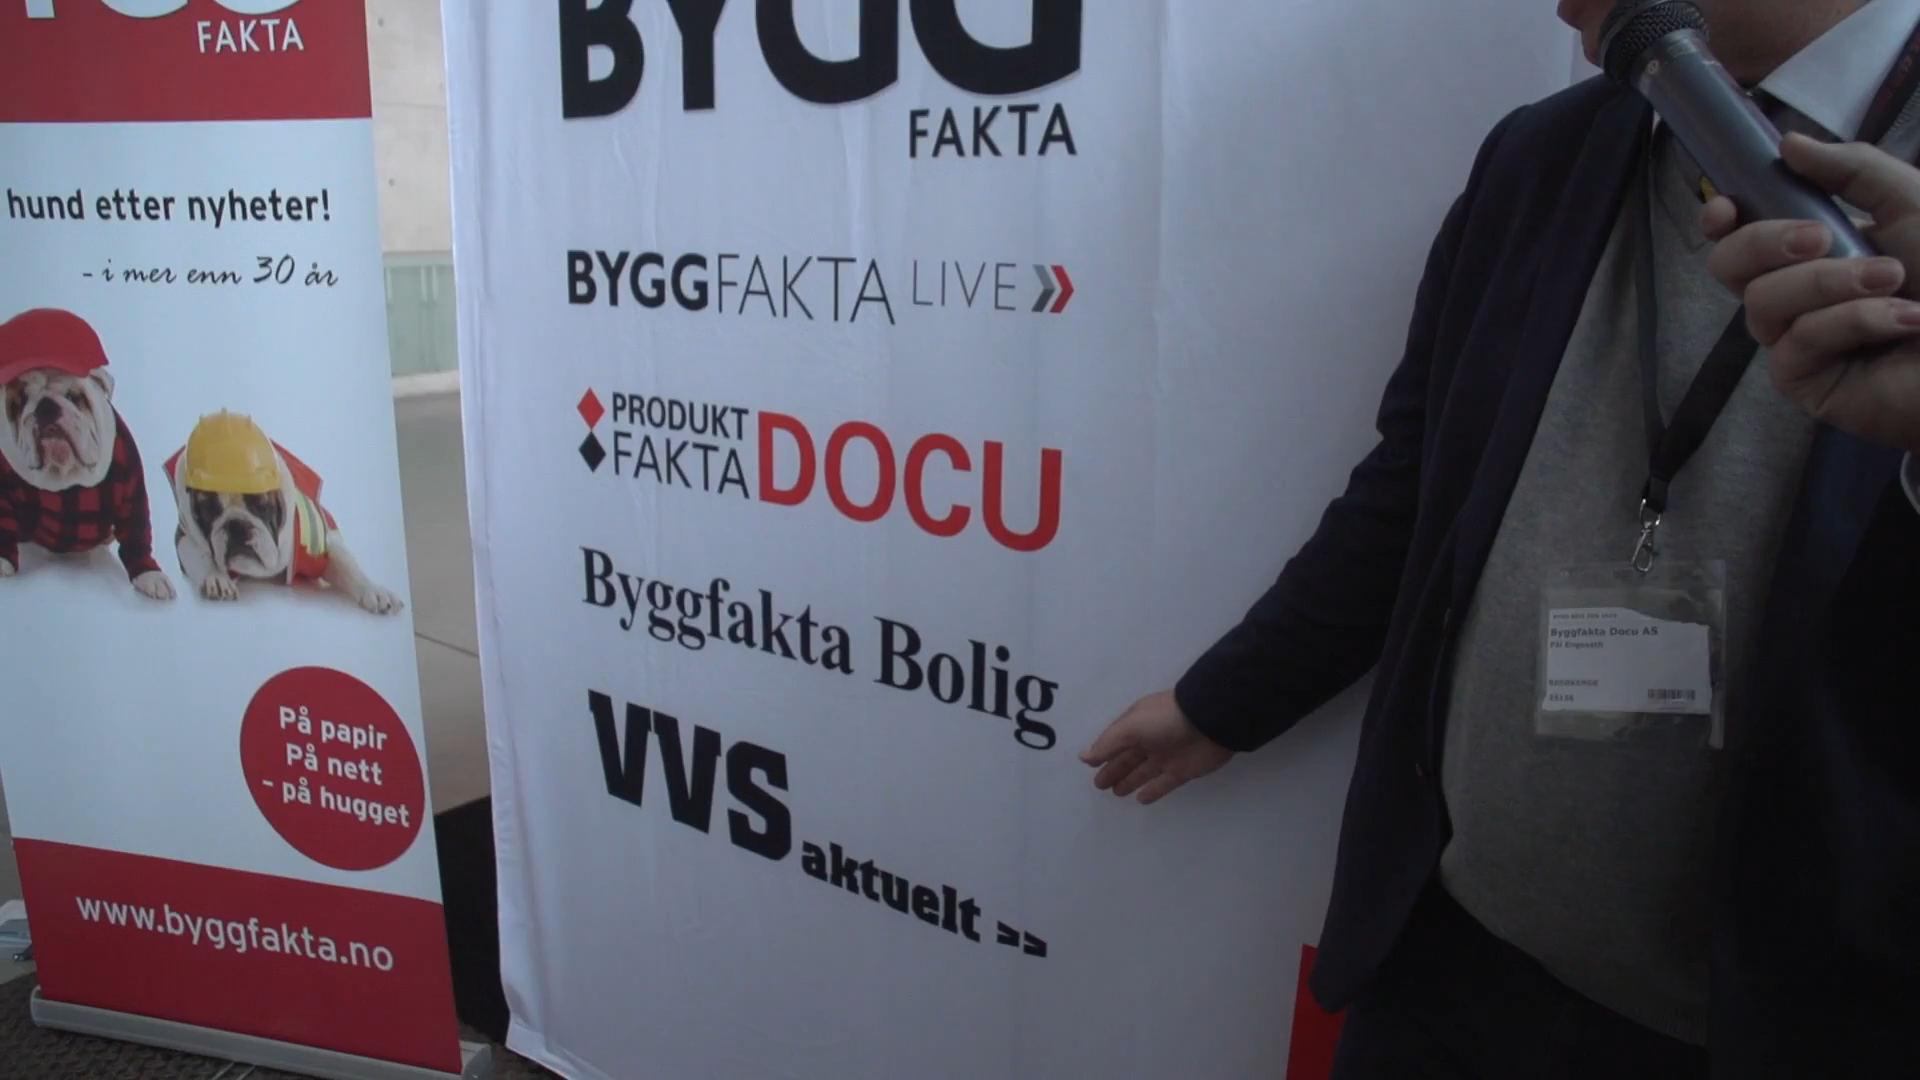 FAKTA
hund etter nyheter!
- i mer enn 30 år
På papir
På nett
- på hugget
www.byggfakta.no
BYGG
FAKTA
BYGGFAKTA LIVE
PRODUKT
FAKTA
DOCU
Byggfakta Bolig
VVS aktuelt >>
Byggfakta Docu AS